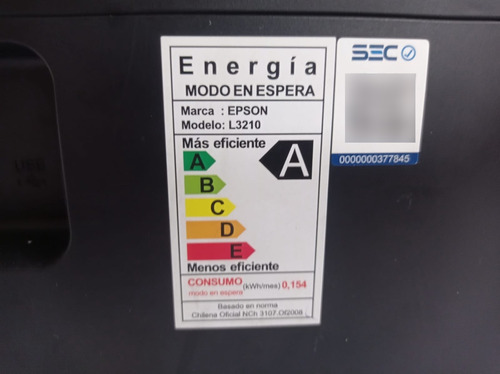 Energía
MODO EN ESPERA
Marca : EPSON
Modelo: L3210
Más eficiente
A
A
B
C
D
E
Menos eficiente
CONSUMO (kWh/mes) 0,154
modo en espera
Basado en norma
Chilena Oficial NCh 3107.Of2008
SEC
0000000377845